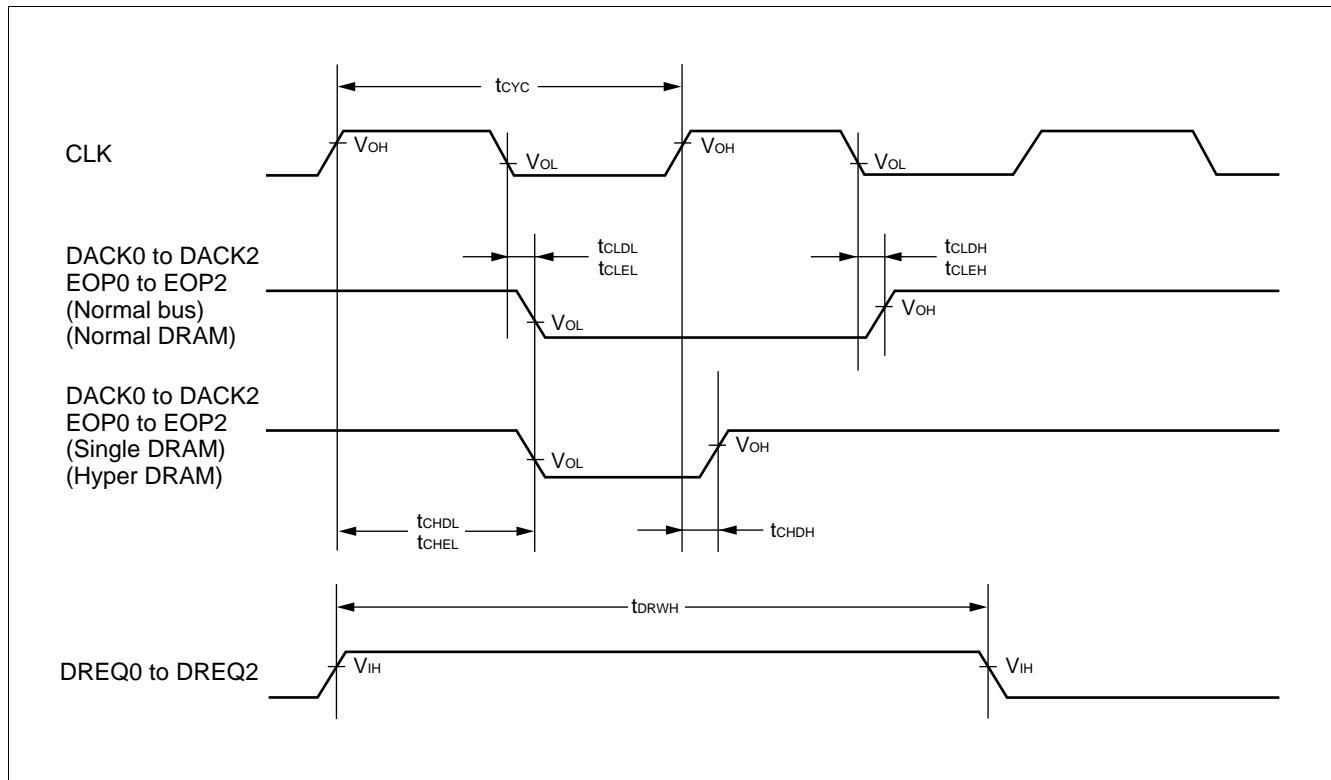 tCYC
CLK
VOH
VOL
VOH
VOL
DACK0 to DACK2
EOP0 to EOP2
(Normal bus)
(Normal DRAM)
tCLDL
tCLEL
tCLDH
tCLEH
VOL
VOH
DACK0 to DACK2
EOP0 to EOP2
(Single DRAM)
(Hyper DRAM)
VOL
VOH
tCHDL
tCHEL
tCHDH
tDRWH
DREQ0 to DREQ2
VIH
VIH